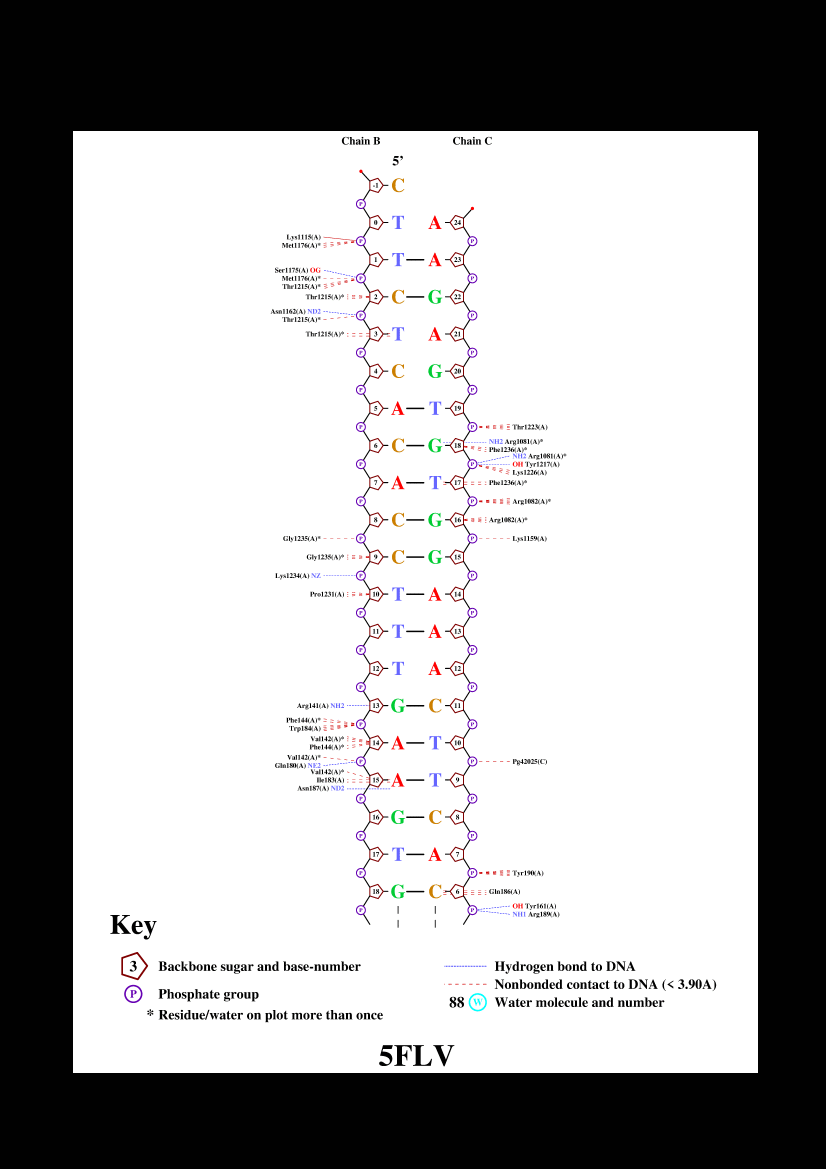 Chain B Chain C
5'
-1 C
P
0 T A 24
Lys1115(A)
Met1176(A)* P P
1 T A 23
Ser1175(A) OG
Met1176(A)* P P
Thr1215(A)*
Thr1215(A)* 2 C G 22
Asn1162(A) ND2
Thr1215(A)* P P
Thr1215(A)* 3 T A 21
P P
4 C G 20
P P
5 A T 19
P P Thr1223(A)
6 C G 18 NH2 Arg1081(A)*
Phe1236(A)*
NH2 Arg1081(A)*
P P OH Tyr1217(A)
Lys1226(A)
7 A T 17 Phe1236(A)*
P P Arg1082(A)*
8 C G 16 Arg1082(A)*
Gly1235(A)* P P Lys1159(A)
Gly1235(A)* 9 C G 15
Lys1234(A) NZ P P
Pro1231(A) 10 T A 14
P P
11 T A 13
P P
12 T A 12
P P
Arg141(A) NH2 13 G C 11
Phe144(A)*
Trp184(A) P P
Val142(A)* 14 A T 10
Phe144(A)*
Val142(A)*
Gln180(A) NE2 P P Pg42025(C)
Val142(A)*
Ile183(A) 15 A T 9
Asn187(A) ND2
P P
16 G C 8
P P
17 T A 7
P P Tyr190(A)
18 G C 6 Gln186(A)
P P OH Tyr161(A)
NH1 Arg189(A)
Key
3 Backbone sugar and base-number
P Phosphate group
* Residue/water on plot more than once
Hydrogen bond to DNA
Nonbonded contact to DNA (< 3.90A)
88 W Water molecule and number
5FLV